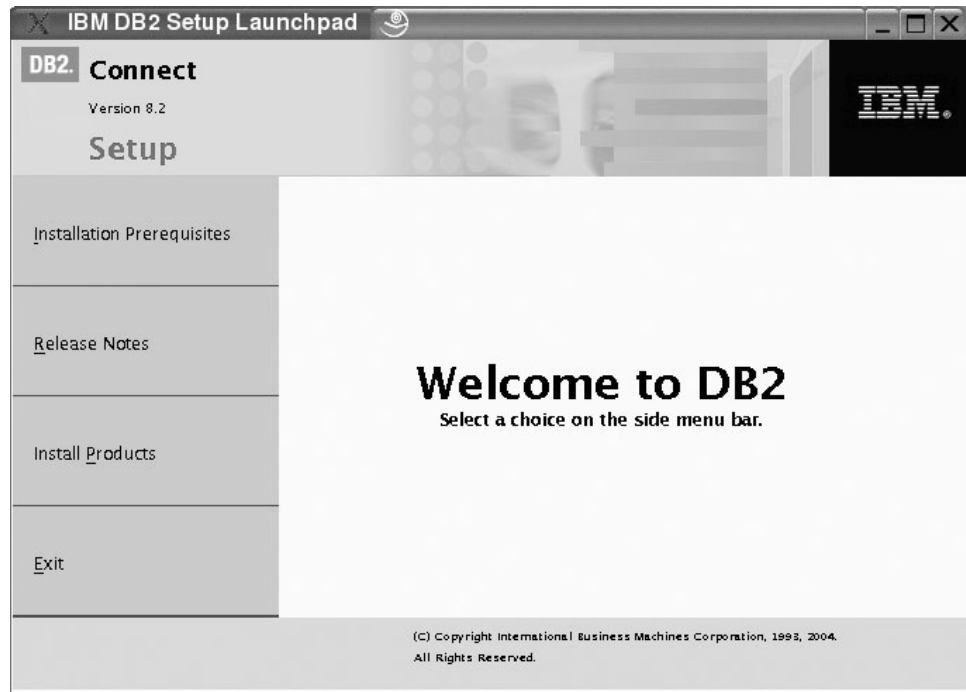 IBM DB2 Setup Launchpad
DB2. Connect
Version 8.2
Setup
IBM®
Installation Prerequisites
Release Notes
Install Products
Exit
Welcome to DB2
Select a choice on the side menu bar.
(C) Copyright International Business Machines Corporation, 1993, 2004.
All Rights Reserved.